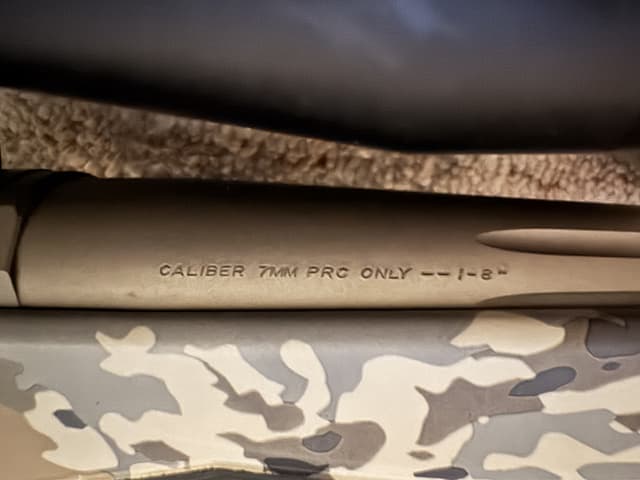 CALIBER 7MM PRC ONLY -- 1-8"